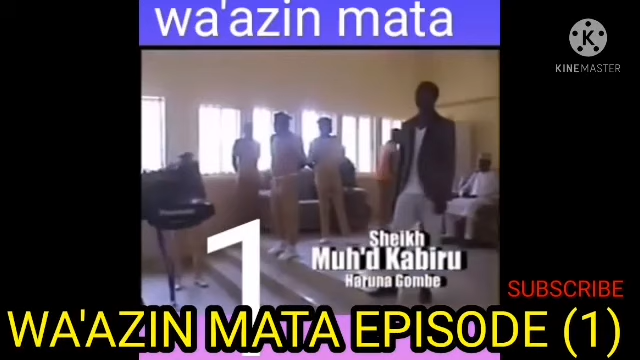 wa'azin mata
KINEMASTER
1
Sheikh
Muh'd Kabiru
Haruna Gombe
SUBSCRIBE
WA'AZIN MATA EPISODE (1)